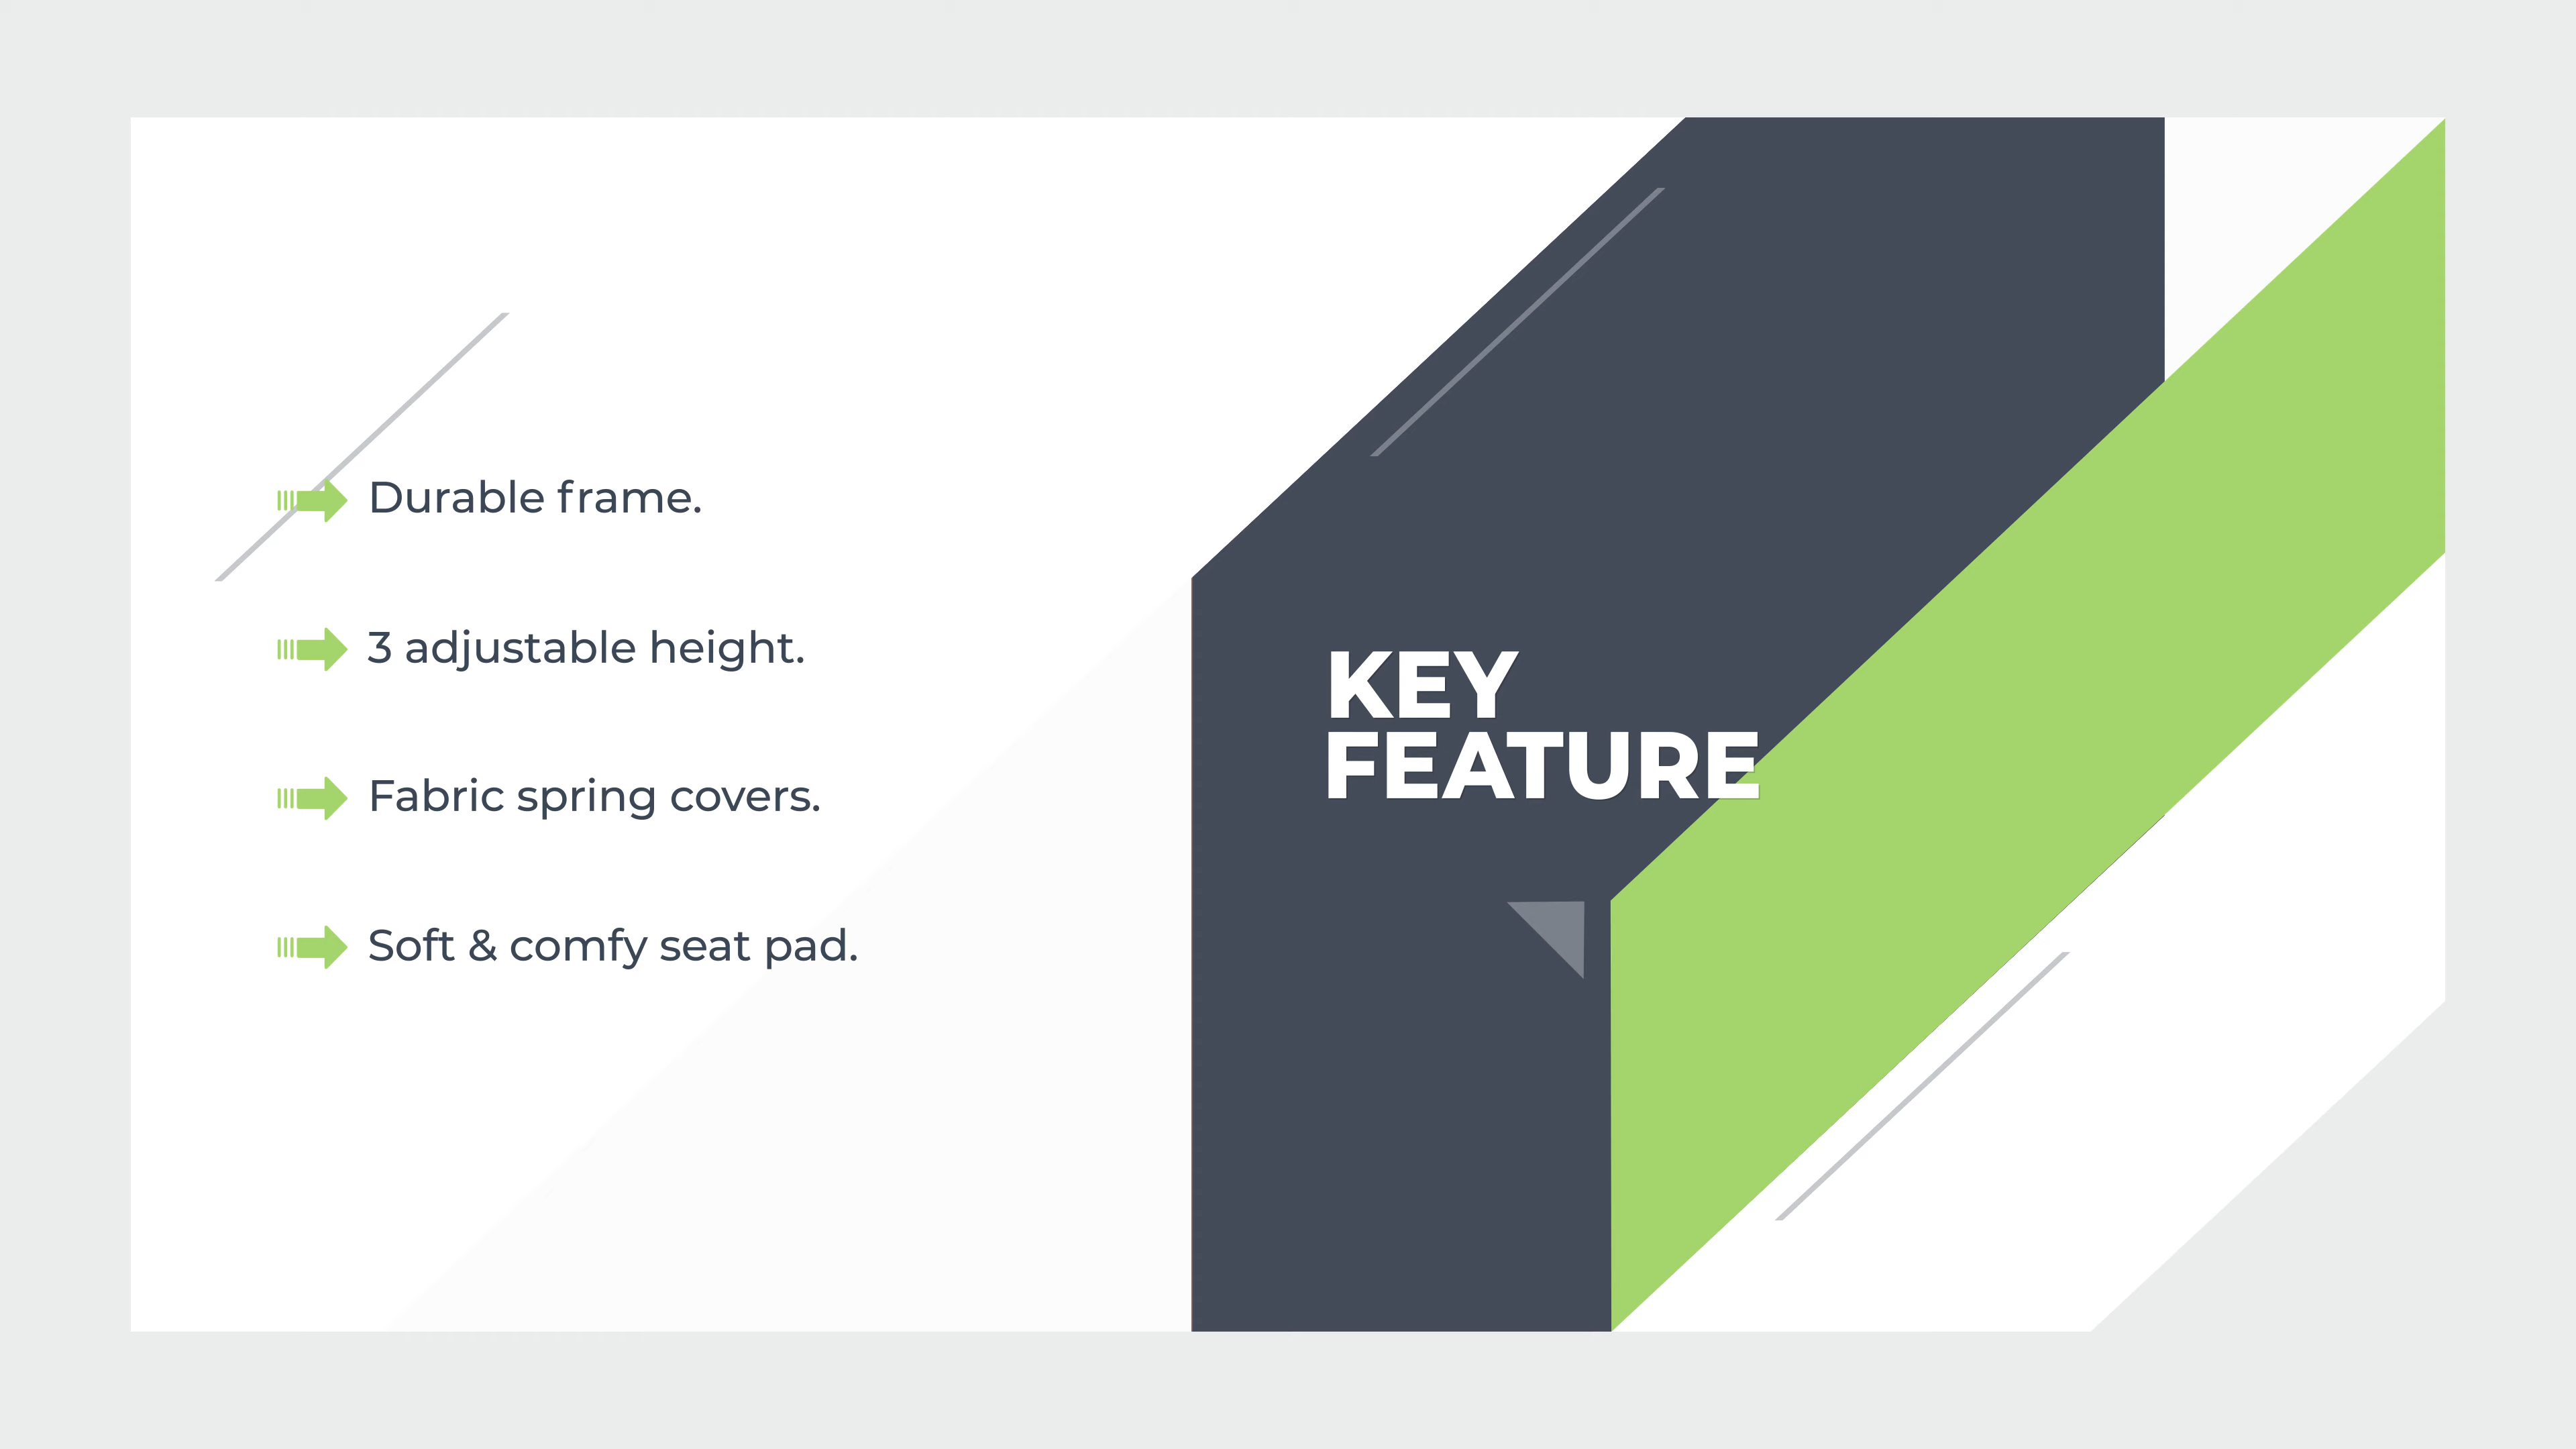 Durable frame.
3 adjustable height.
Fabric spring covers.
Soft & comfy seat pad.
KEY
FEATURE